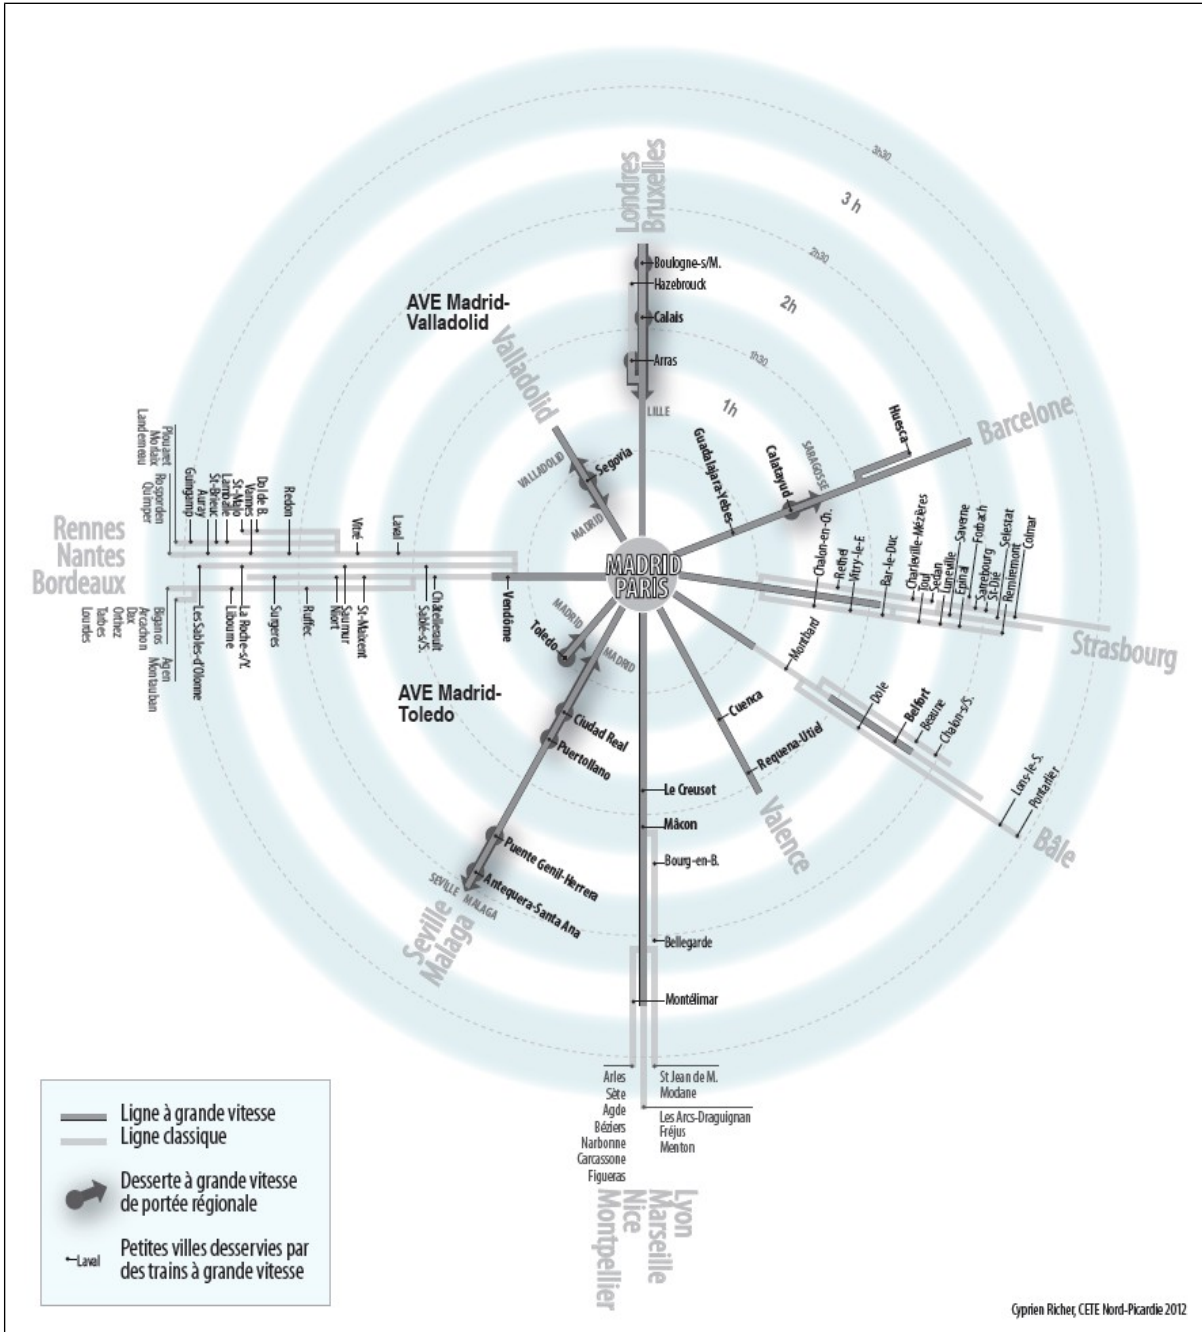 3h30
3 h
2h30
2h
1h30
1h
Londres
Bruxelles
Boulogne-s/M.
Hazebrouck
Calais
Arras
LILLE
AVE Madrid-
Valladolid
Valladolid
VALLADOLID
Segovia
MADRID
Barcelone
Huesca
SARAGOSSE
Calatayud
Guadalajara-Yebes
MADRID
PARIS
Strasbourg
Chalon-en-Ch.
Rethel
Vitry-le-F.
Bar-le-Duc
Charleville-Mézières
Toul
Sedan
Luneville
Epinal
Saverne
Forbach
Sarrebourg
St-Dié
Selestat
Remiremont
Colmar
Bâle
Montbard
Dole
Belfort
Beaune
Chalon-s/S.
Lons-le-S.
Pontarlier
Valence
Cuenca
Requena-Utiel
Le Creusot
Mâcon
Bourg-en-B.
Bellegarde
Montélimar
Arles
Sète
Agde
Béziers
Narbonne
Carcassone
Figueras
St Jean de M.
Modane
Les Arcs-Draguignan
Fréjus
Menton
Lyon
Marseille
Nice
Montpellier
AVE Madrid-
Toledo
MADRID
Toledo
MADRID
Ciudad Real
Puertollano
Puente Genil-Herrera
Antequera-Santa Ana
SEVILLE
MALAGA
Seville
Malaga
Rennes
Nantes
Bordeaux
Plouaret
Morlaix
Landerneau
Rosporden
Quimper
Guingamp
Auray
St-Brieuc
Lambale
St-Malo
Vannes
Dol de B.
Redon
Vitré
Laval
Vendôme
Châtellerault
Sablé-s/S.
St-Maixent
Saumur
Niort
Ruffec
Surgeres
La Roche-s/Y.
Libourne
Les Sables-d'Olonne
Biganos
Arcachon
Dax
Orthez
Tarbes
Lourdes
Agen
Montauban
Ligne à grande vitesse
Ligne classique
Desserte à grande vitesse
de portée régionale
Laval
Petites villes desservies par
des trains à grande vitesse
Cyprien Richer, CETE Nord-Picardie 2012